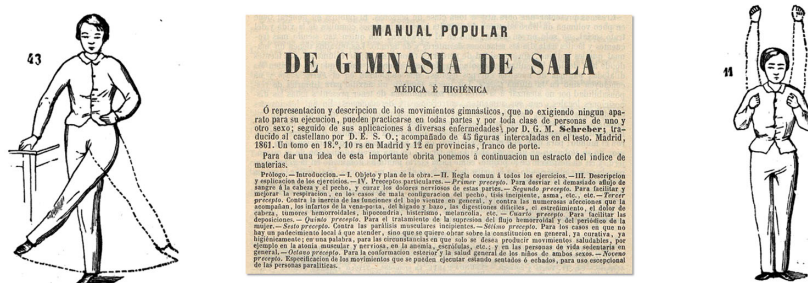 43
MANUAL POPULAR
DE GIMNASIA DE SALA
MÉDICA É HIGIÉNICA
Ó representacion y descripcion de los movimientos gimnásticos, que no exigiendo ningun apa-
rato para su ejecucion, pueden practicarse en todas partes y por toda clase de personas de uno y
otro sexo; seguido de sus aplicaciones á diversas enfermedades; por D. G. M. Schreber; tra-
ducido al castellano por D. E. S. O.; acompañado de 45 figuras intercaladas en el testo. Madrid,
1861. Un tomo en 18.º, 10 rs en Madrid y 12 en provincias, franco de porte.
Para dar una idea de esta importante obrita ponemos á continuacion un estracto del índice de
materias.
Prólogo.—Introduccion.—I. Objeto y plan de la obra.—II. Regla comun á todos los ejercicios.—III. Descripcion
y esplicacion de los ejercicios.—IV. Preceptos particulares.—Primer precepto. Para desviar el demasiado aflujo de
sangre á la cabeza y el pecho, y curar los dolores nerviosos de estas partes.—Segundo precepto. Para facilitar y
mejorar la respiracion, en los casos de mala configuracion del pecho, tisis incipiente, asma, etc., etc.—Tercer
precepto. Contra la inercia de las funciones del bajo vientre en general, y contra las numerosas afecciones que la
acompañan, los infartos de la vena-porta, del bigado y bazo, las digestiones difíciles, el estreñimiento, el dolor de
cabeza, tumores hemorroidales, hipocondria, histerismo, melancolía, etc.—Cuarto precepto. Para facilitar las
deposiciones.—Quinto precepto. Para el tratamiento de la supresion del flujo hemorroidal y del periódico de la
mujer.—Sesto precepto. Contra las parálisis musculares incipientes.—Sétimo precepto. Para los casos en que no
hay un padecimiento local á que atender, sino que se quiere obrar sobre la constitucion en general, ya curativa, ya
higiénicamente; en una palabra, para las circunstancias en que solo se desea producir movimientos saludables, por
ejemplo en la atonía muscular y nerviosa, en la anemia, escrófulas, etc.; y en las personas de vida sedentaria en
general.—Octavo precepto. Para la conformacion esterior y la salud general de los niños de ambos sexos.—Noveno
precepto. Especificacion de los movimientos que se pueden ejecutar estando sentados ó echados, para uso escepcional
de las personas paralíticas.
11